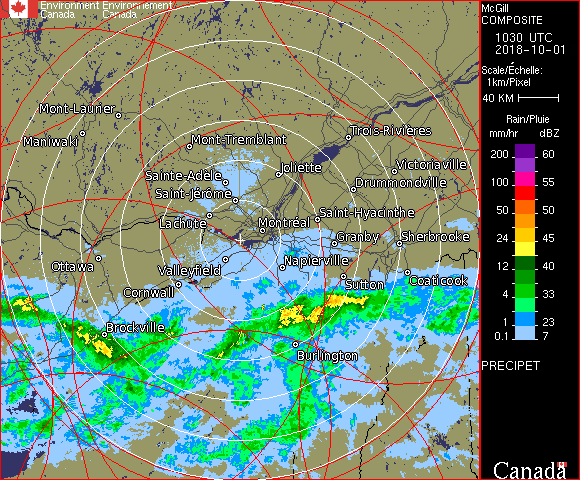 Environment Environnement
Canada Canada
McGill
COMPOSITE
1030 UTC
2018-10-01
Scale/Échelle:
1km/Pixel
40 KM
Rain/Pluie
mm/hr dBZ
200 60
100 55
50 50
24 45
12 40
4 33
1 23
0.1 7
PRECIPET
Canada
Mont-Laurier
Maniwaki
Mont-Tremblant
Trois-Rivières
Sainte-Adèle
Joliette
Victoriaville
Saint-Jérôme
Drummondville
Lachute
Saint-Hyacinthe
Montréal
Granby
Sherbrooke
Ottawa
Valleyfield
Napierville
Cornwall
Sutton
Coaticook
Brockville
Burlington